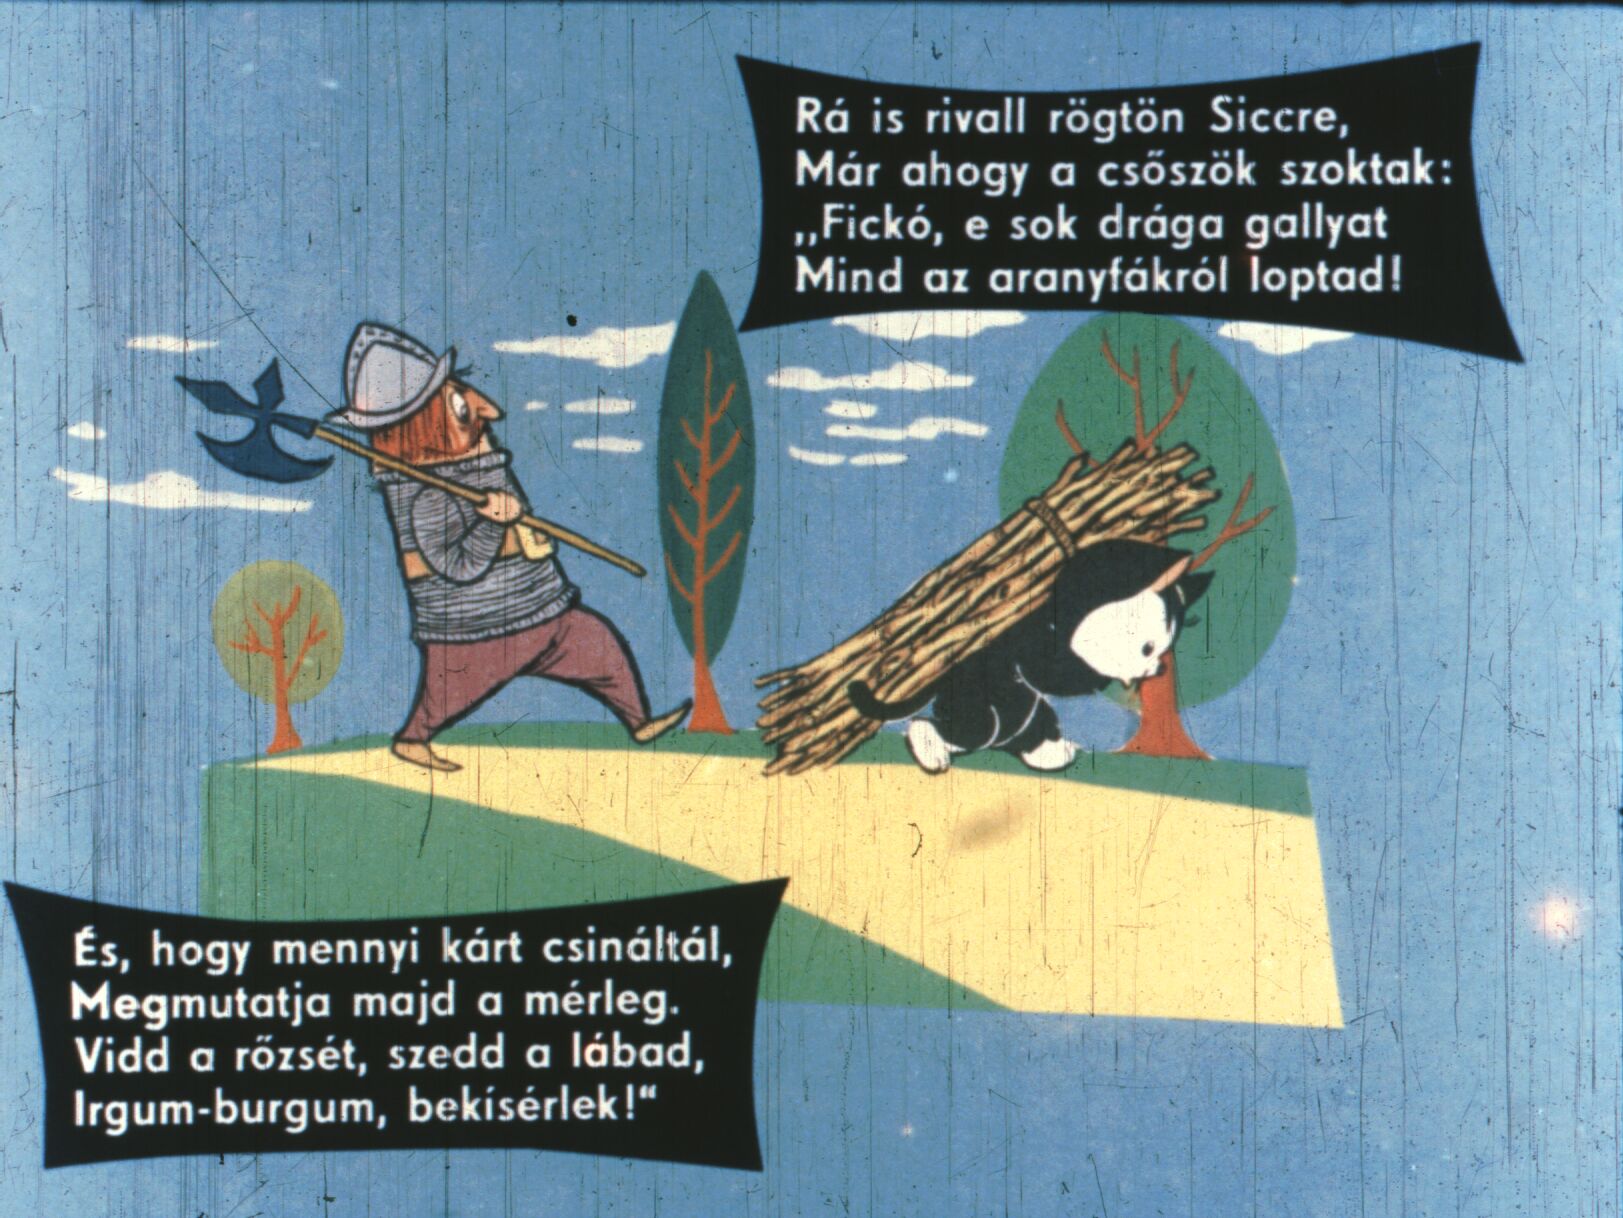 Rá is rivall rögtön Siccre,
Már ahogy a csőszök szoktak:
„Fickó, e sok drága gallyat
Mind az aranyfákról loptad!
És, hogy mennyi kárt csináltál,
Megmutatja majd a mérleg.
Vidd a rőzsét, szedd a lábad,
Irgum-burgum, bekísérlek!“